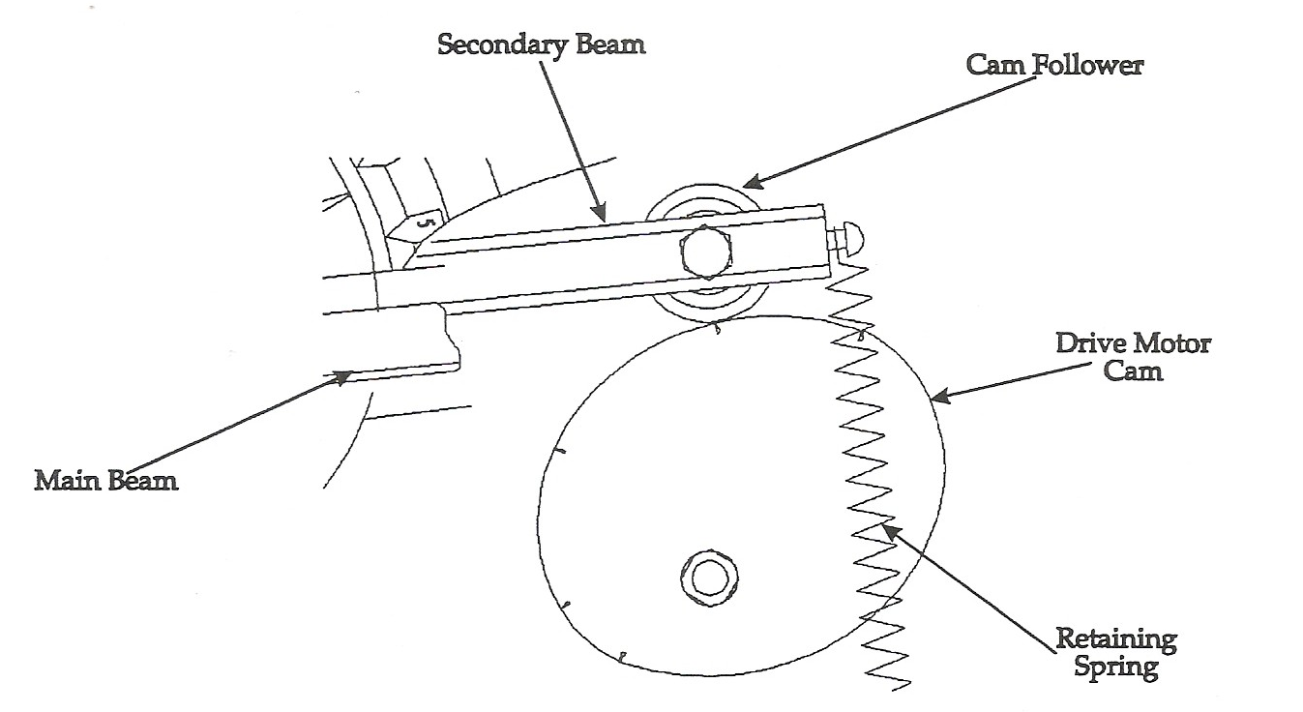 Secondary Beam
Cam Follower
5
Drive Motor
Cam
Main Beam
Retaining
Spring